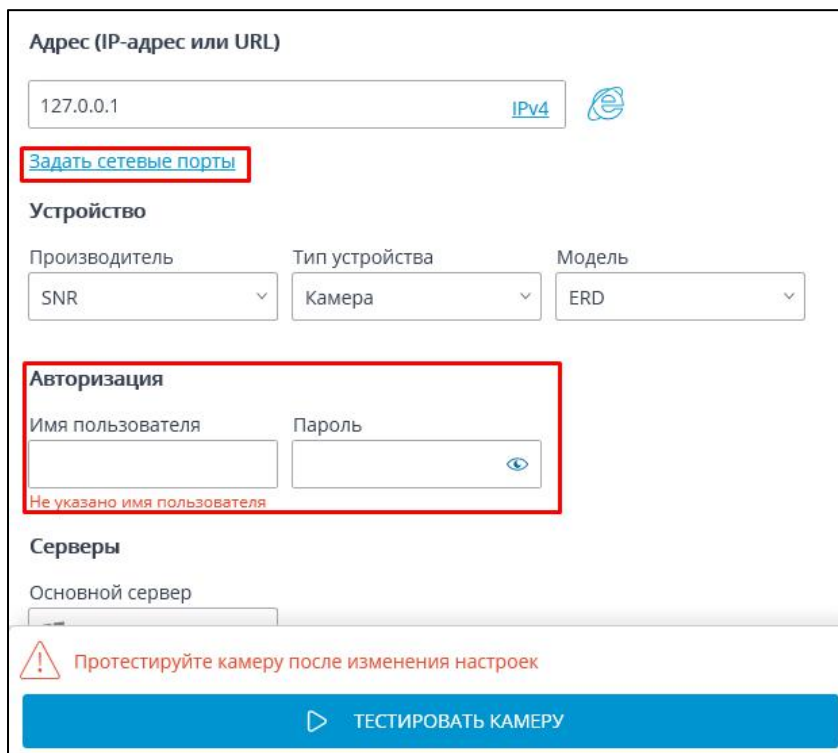 Адрес (IP-адрес или URL)
127.0.0.1 IPv4
Задать сетевые порты
Устройство
Производитель Тип устройства Модель
SNR Камера ERD
Авторизация
Имя пользователя Пароль
Не указано имя пользователя
Серверы
Основной сервер
Протестируйте камеру после изменения настроек
ТЕСТИРОВАТЬ КАМЕРУ